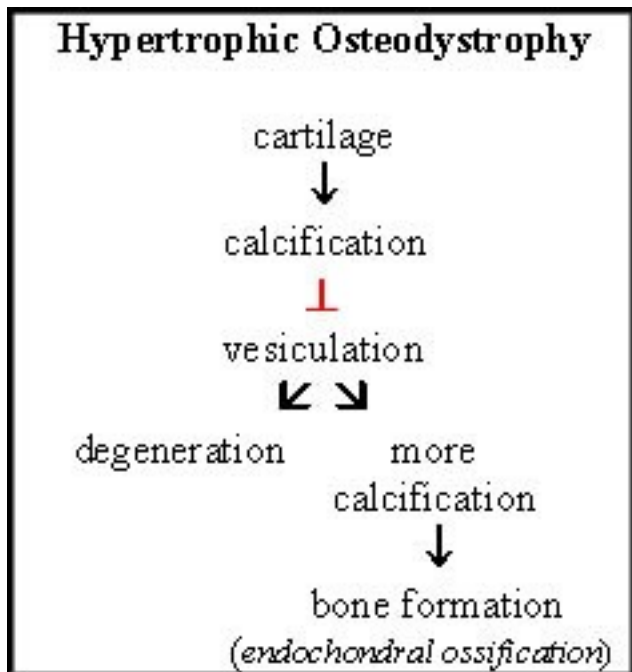 Hypertrophic Osteodystrophy
cartilage
calcification
vesiculation
degeneration
more
calcification
bone formation
(endochondral ossification)